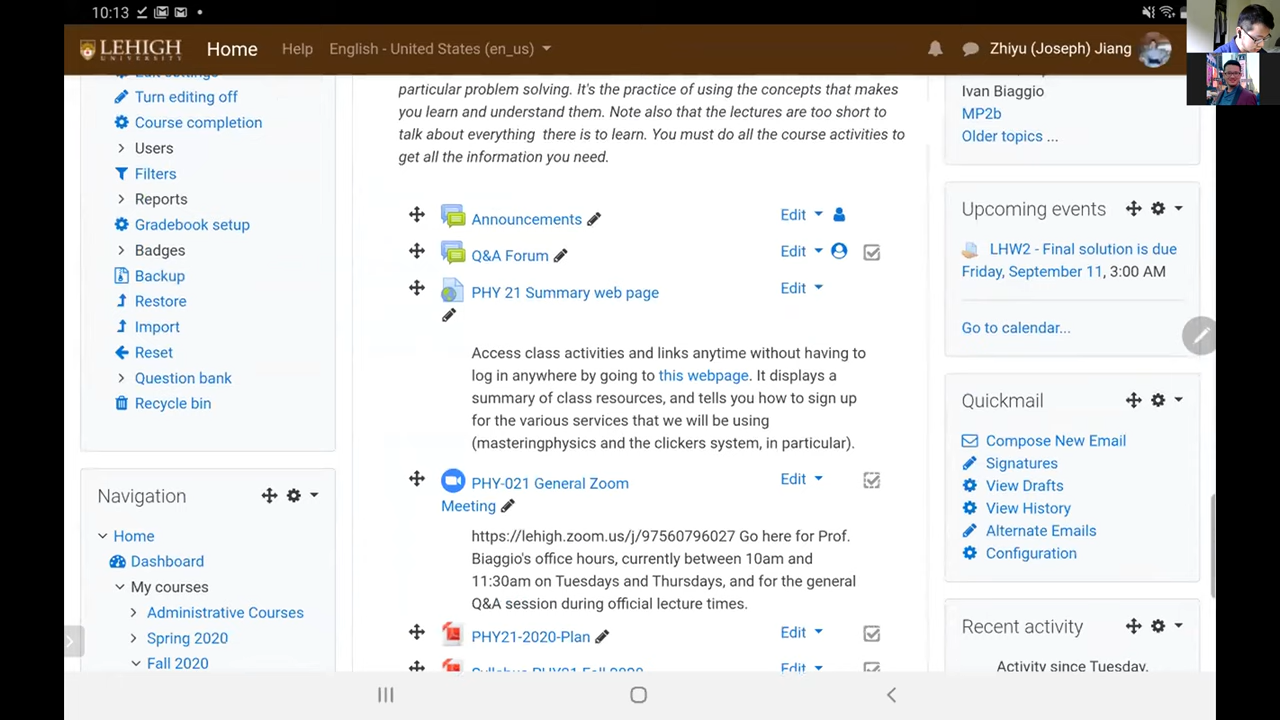 10:13
LEHIGH UNIVERSITY
Home
Help
English - United States (en_us)
Zhiyu (Joseph) Jiang
Turn editing off
Course completion
Users
Filters
Reports
Gradebook setup
Badges
Backup
Restore
Import
Reset
Question bank
Recycle bin
Navigation
Home
Dashboard
My courses
Administrative Courses
Spring 2020
Fall 2020
particular problem solving. It's the practice of using the concepts that makes
you learn and understand them. Note also that the lectures are too short to
talk about everything there is to learn. You must do all the course activities to
get all the information you need.
Announcements
Edit
Q&A Forum
Edit
PHY 21 Summary web page
Edit
Access class activities and links anytime without having to
log in anywhere by going to this webpage. It displays a
summary of class resources, and tells you how to sign up
for the various services that we will be using
(masteringphysics and the clickers system, in particular).
PHY-021 General Zoom
Meeting
Edit
https://lehigh.zoom.us/j/97560796027 Go here for Prof.
Biaggio's office hours, currently between 10am and
11:30am on Tuesdays and Thursdays, and for the general
Q&A session during official lecture times.
PHY21-2020-Plan
Edit
Syllabus PHY21 Fall 2020
Edit
Ivan Biaggio
MP2b
Older topics ...
Upcoming events
LHW2 - Final solution is due
Friday, September 11, 3:00 AM
Go to calendar...
Quickmail
Compose New Email
Signatures
View Drafts
View History
Alternate Emails
Configuration
Recent activity
Activity since Tuesday,